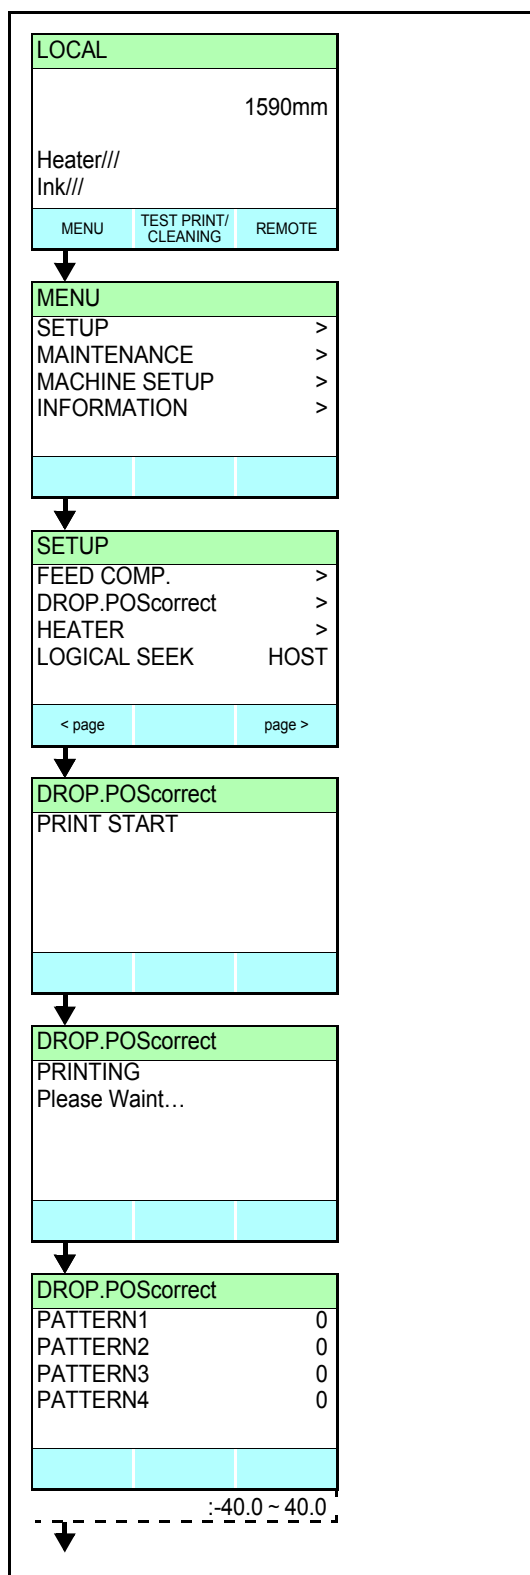 LOCAL
1590mm
Heater///
Ink///
MENU TEST PRINT/ CLEANING REMOTE
MENU
SETUP >
MAINTENANCE >
MACHINE SETUP >
INFORMATION >
SETUP
FEED COMP. >
DROP.POScorrect >
HEATER >
LOGICAL SEEK HOST
< page page >
DROP.POScorrect
PRINT START
DROP.POScorrect
PRINTING
Please Waint…
DROP.POScorrect
PATTERN1 0
PATTERN2 0
PATTERN3 0
PATTERN4 0
:-40.0 ~ 40.0